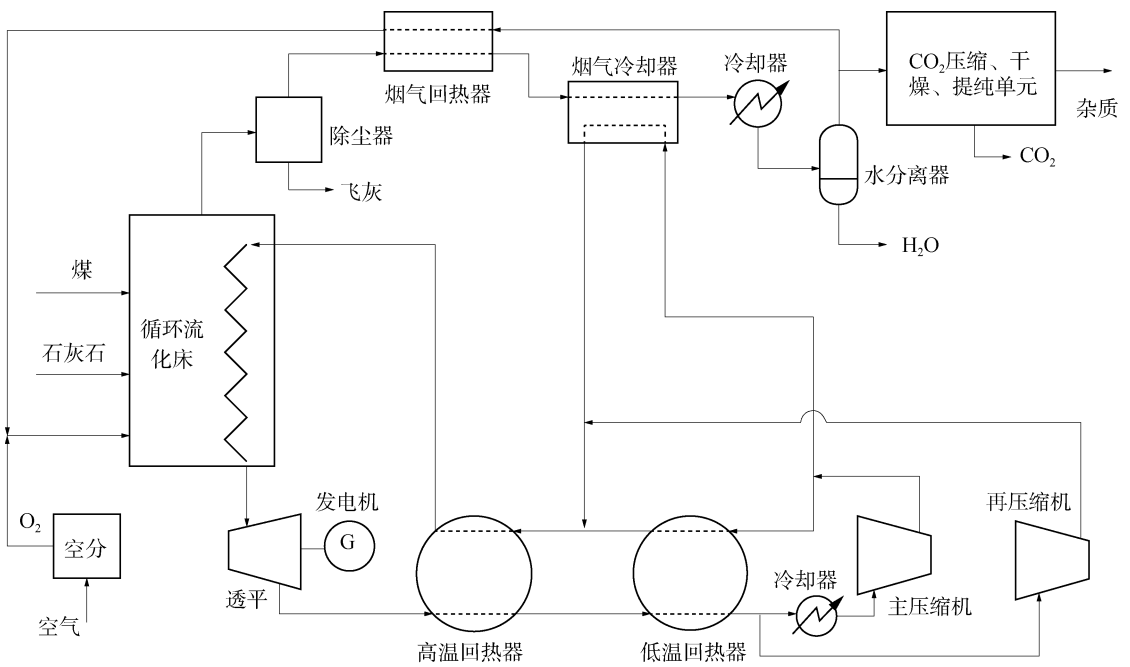 烟气回热器
烟气冷却器
冷却器
CO₂压缩、干
燥、提纯单元
杂质
CO₂
除尘器
飞灰
水分离器
H₂O
煤
循环流
化床
石灰石
O₂
空分
空气
发电机
G
透平
高温回热器
低温回热器
冷却器
主压缩机
再压缩机